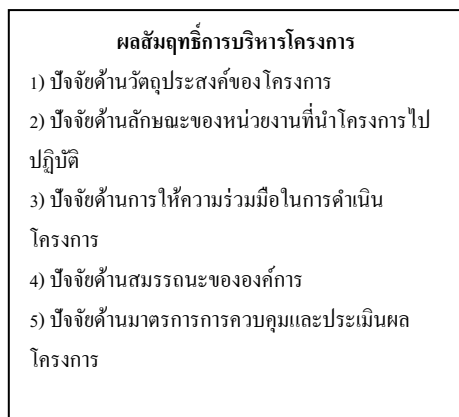 ผลสัมฤทธิ์การบริหารโครงการ
1) ปัจจัยด้านวัตถุประสงค์ของโครงการ
2) ปัจจัยด้านลักษณะของหน่วยงานที่นำโครงการไป
ปฏิบัติ
3) ปัจจัยด้านการให้ความร่วมมือในการดำเนิน
โครงการ
4) ปัจจัยด้านสมรรถนะขององค์การ
5) ปัจจัยด้านมาตรการการควบคุมและประเมินผล
โครงการ